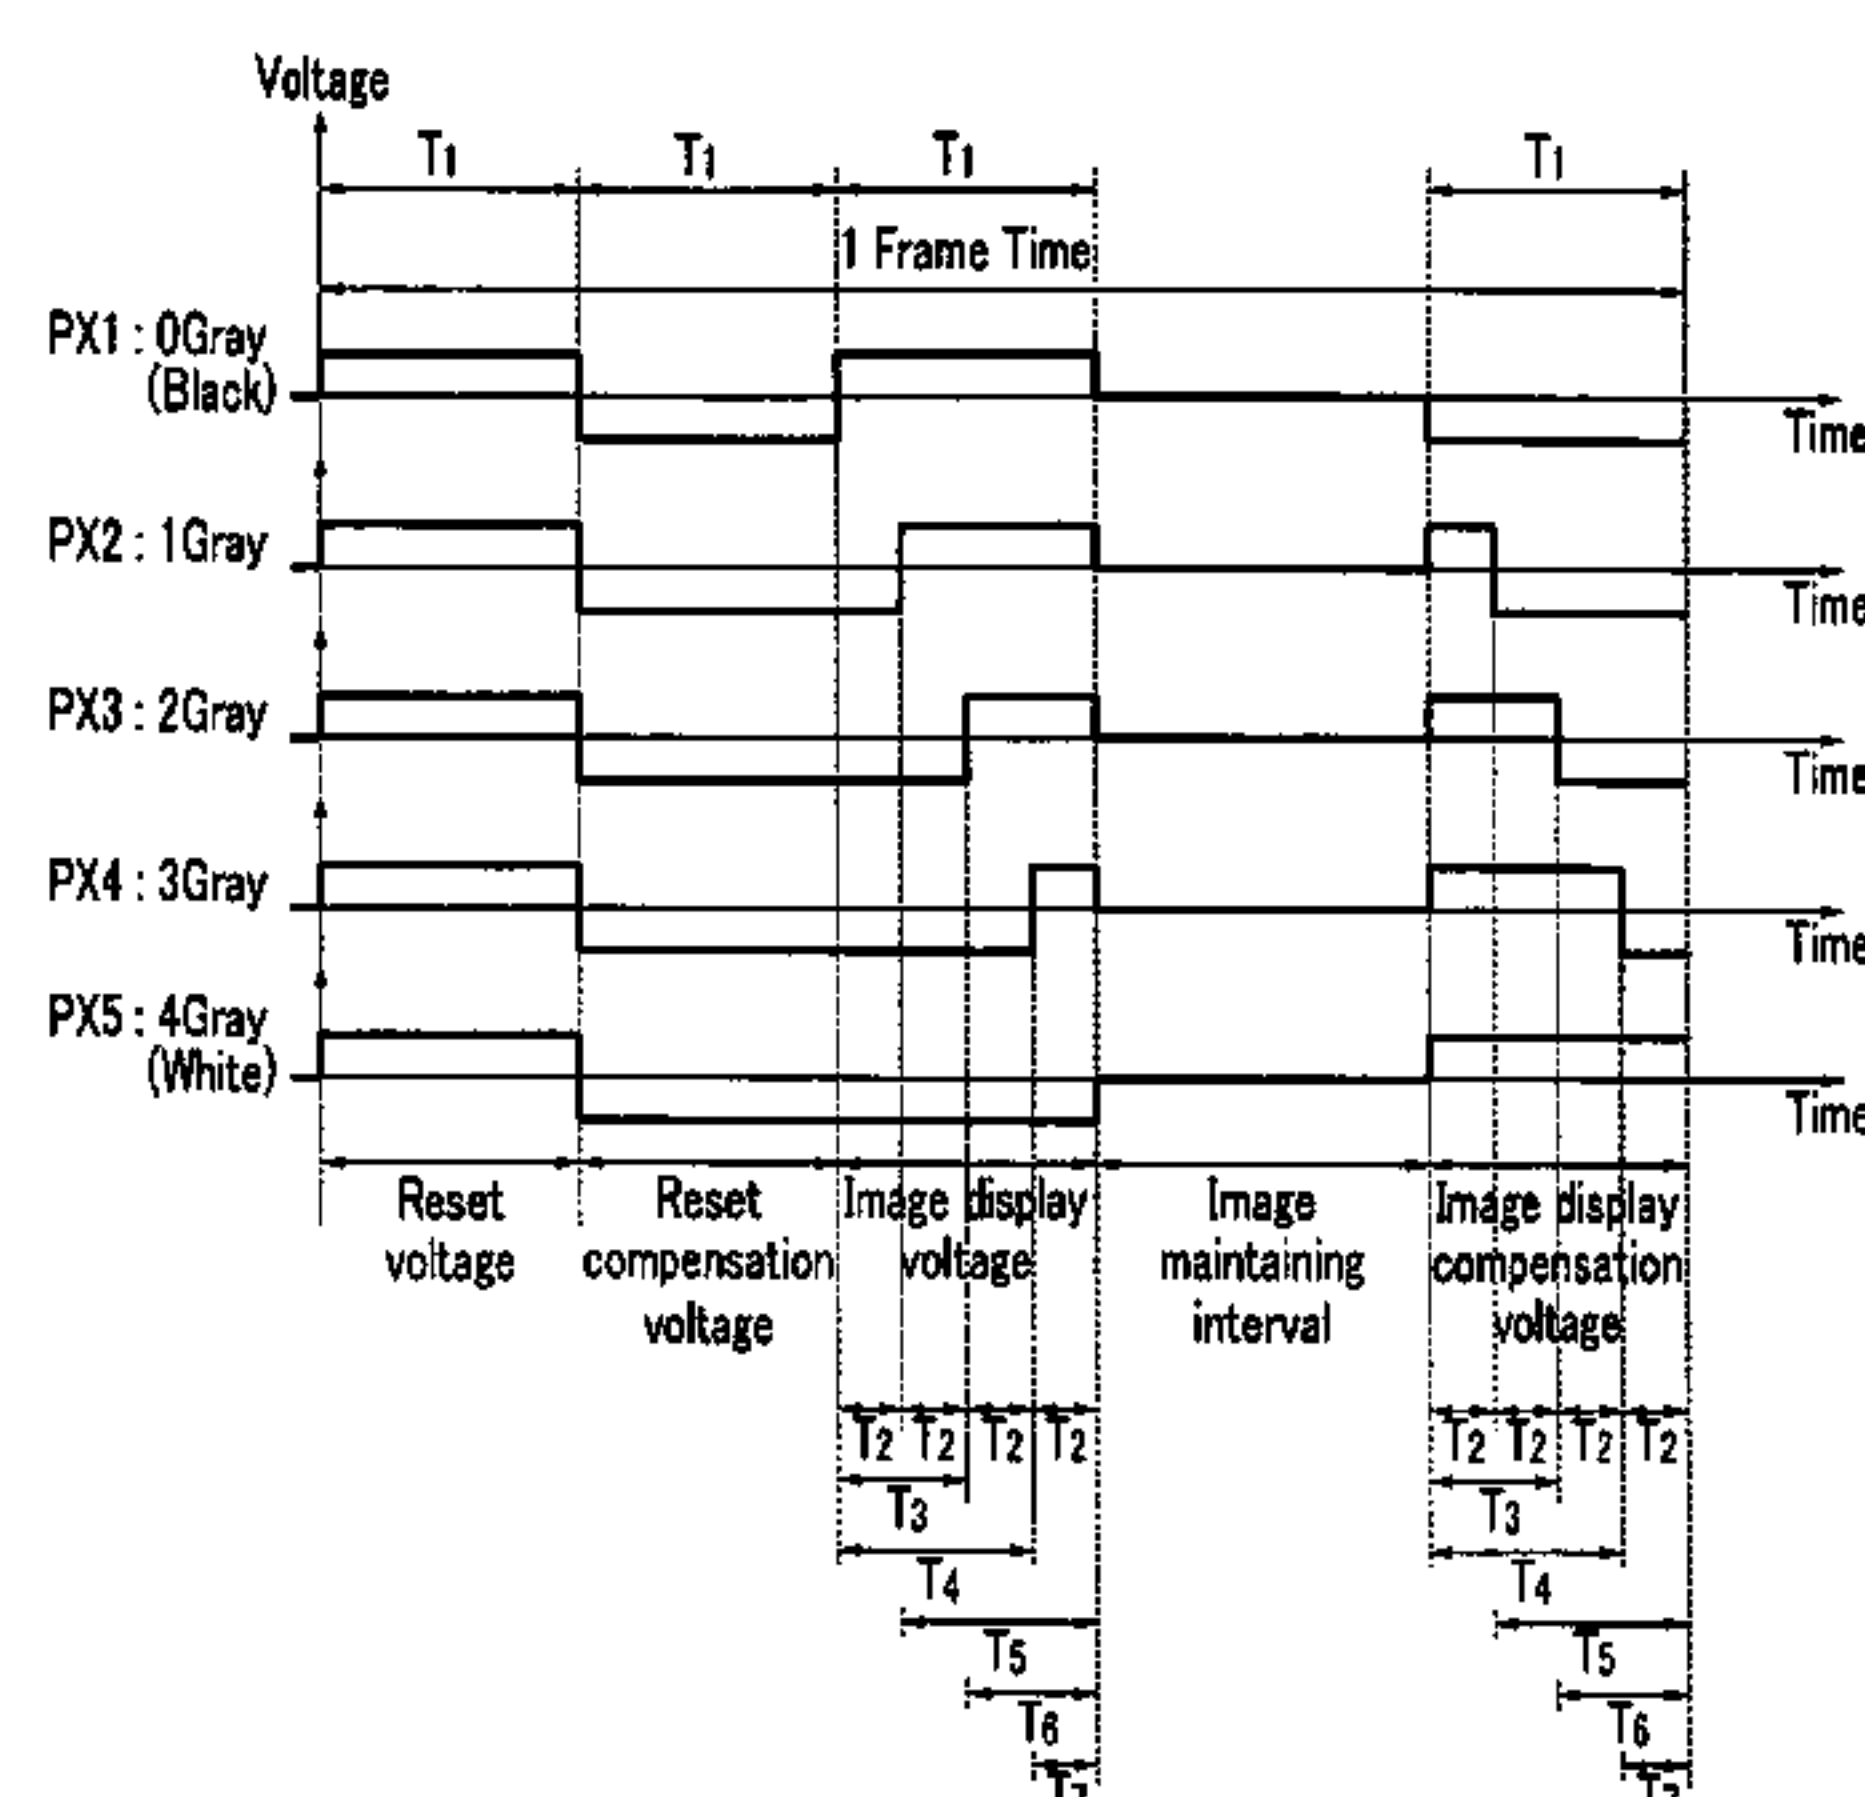 Voltage
T1 T1 T1 T1
1 Frame Time
PX1 : 0Gray
(Black)
Time
PX2 : 1Gray
Time
PX3 : 2Gray
Time
PX4 : 3Gray
Time
PX5 : 4Gray
(White)
Time
Reset Reset Image display Image Image display
voltage compensation voltage maintaining compensation
voltage interval voltage
T2 T2 T2 T2 T2 T2 T2 T2
T3 T3
T4 T4
T5 T5
T6 T6